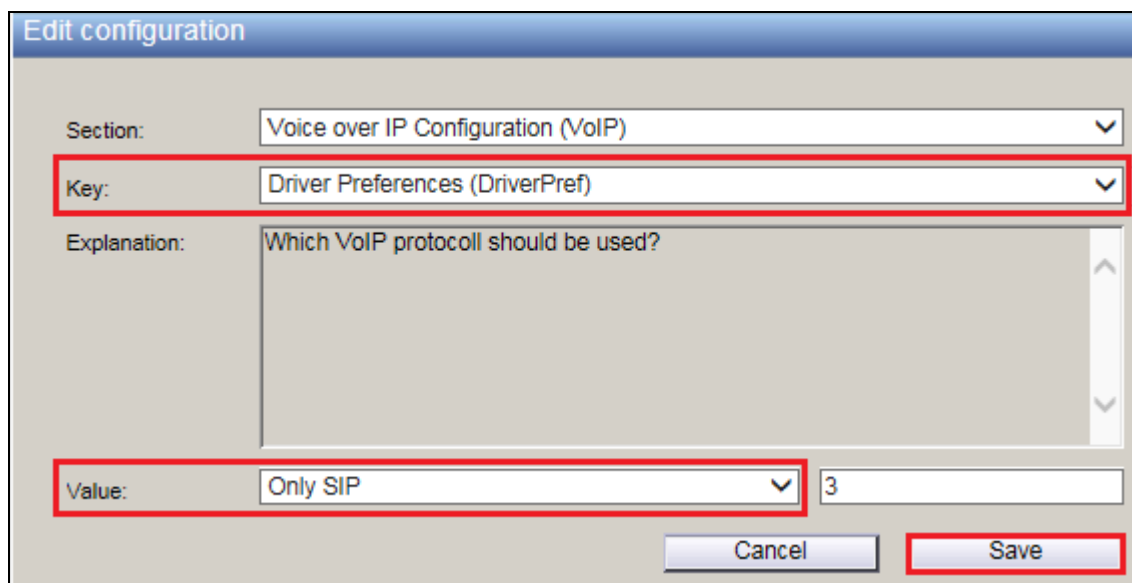 Edit configuration
Section: Voice over IP Configuration (VoIP)
Key: Driver Preferences (DriverPref)
Explanation: Which VoIP protocoll should be used?
Value: Only SIP 3
Cancel Save